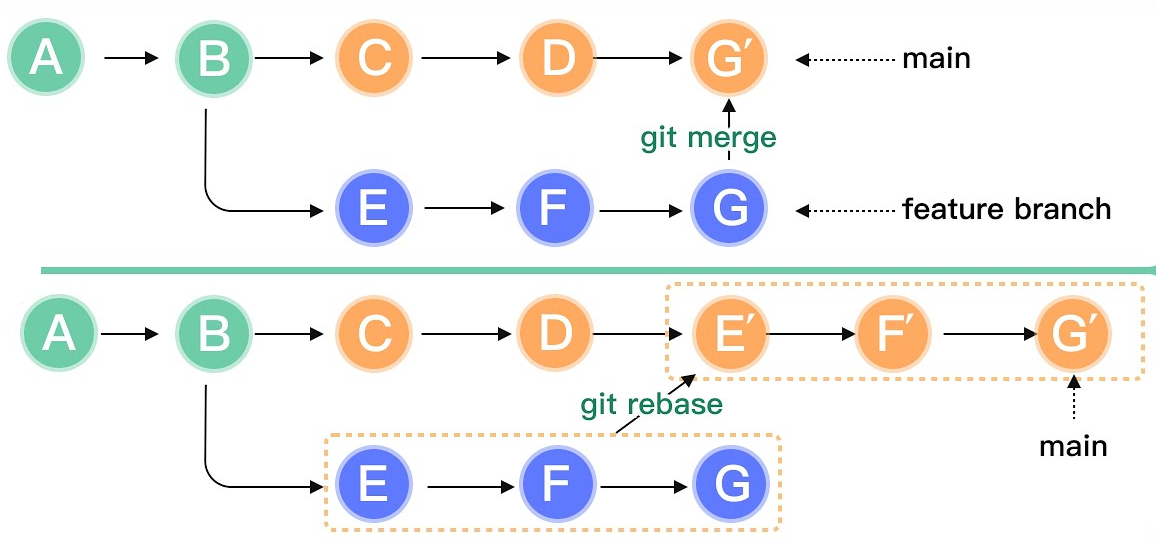 A B C D G′ main
git merge
E F G feature branch
A B C D E′ F′ G′
git rebase
main
E F G